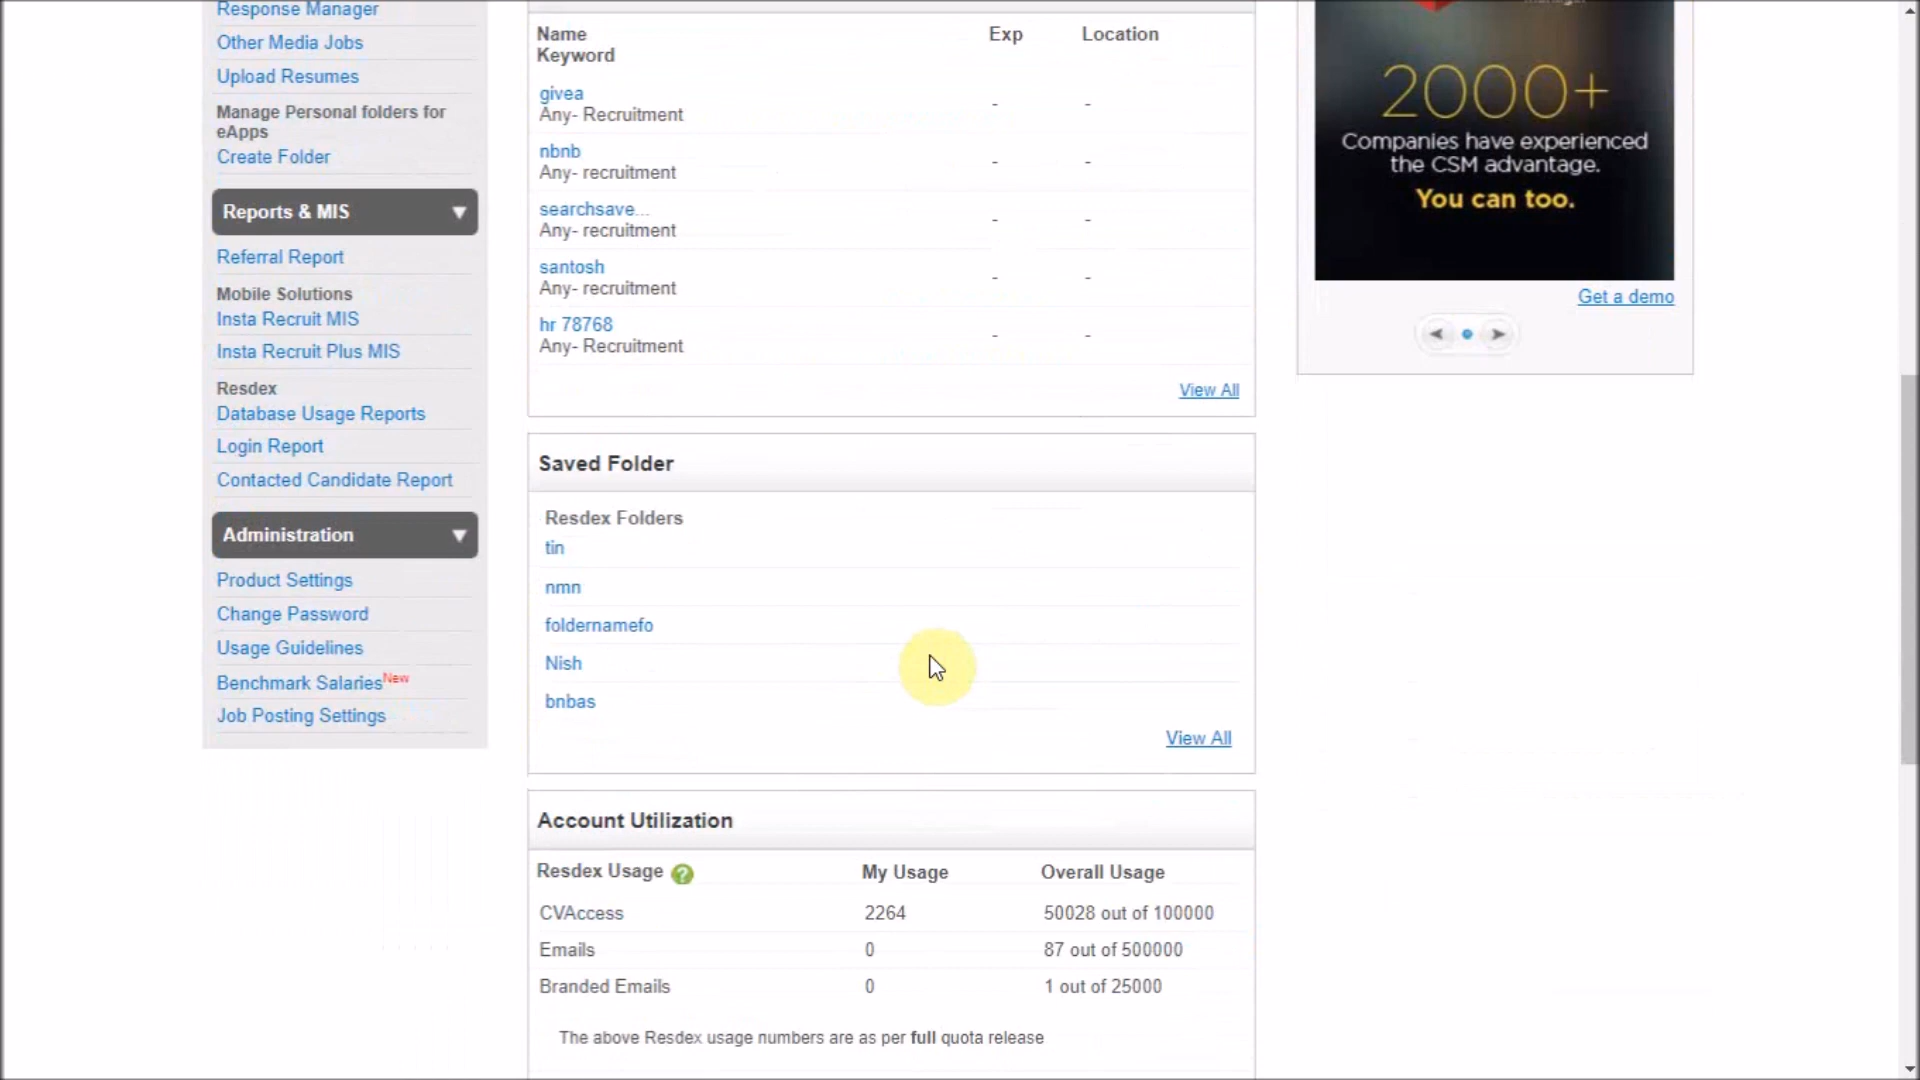 Response Manager
Other Media Jobs
Upload Resumes
Manage Personal folders for
eApps
Create Folder
Reports & MIS
Referral Report
Mobile Solutions
Insta Recruit MIS
Insta Recruit Plus MIS
Resdex
Database Usage Reports
Login Report
Contacted Candidate Report
Administration
Product Settings
Change Password
Usage Guidelines
Benchmark Salaries New
Job Posting Settings
Name Exp Location
Keyword
givea
Any- Recruitment - -
nbnb
Any- recruitment - -
searchsave...
Any- recruitment - -
santosh
Any- recruitment - -
hr 78768
Any- Recruitment - -
View All
Saved Folder
Resdex Folders
tin
nmn
foldernamefo
Nish
bnbas
View All
Account Utilization
Resdex Usage ? My Usage Overall Usage
CVAccess 2264 50028 out of 100000
Emails 0 87 out of 500000
Branded Emails 0 1 out of 25000
The above Resdex usage numbers are as per full quota release
2000+
Companies have experienced
the CSM advantage.
You can too.
Get a demo